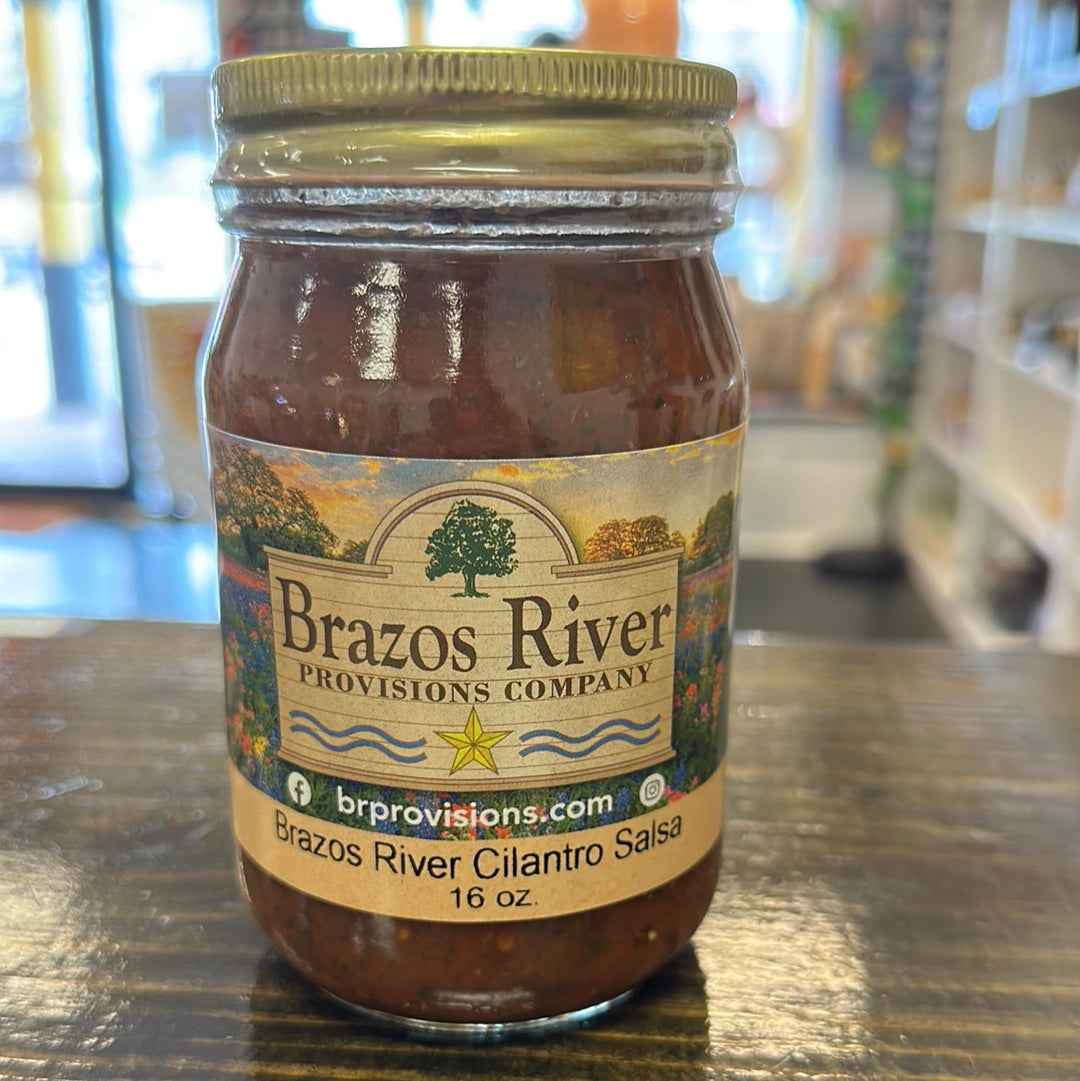 Brazos River
PROVISIONS COMPANY
brprovisions.com
Brazos River Cilantro Salsa
16 oz.